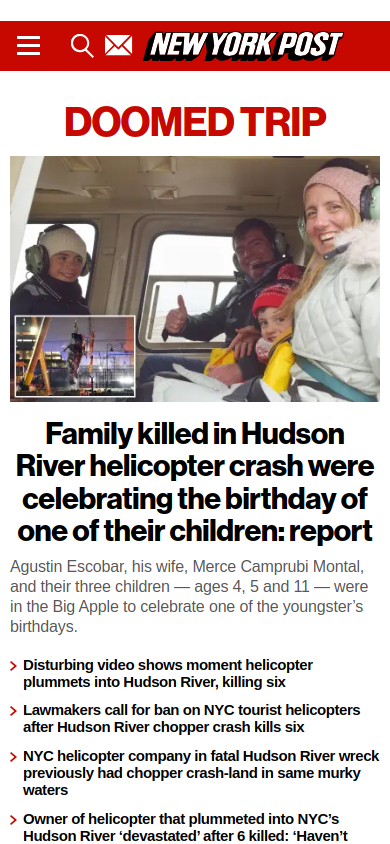 NEW YORK POST
DOOMED TRIP
Family killed in Hudson
River helicopter crash were
celebrating the birthday of
one of their children: report
Agustin Escobar, his wife, Merce Camprubi Montal,
and their three children — ages 4, 5 and 11 — were
in the Big Apple to celebrate one of the youngster’s
birthdays.
Disturbing video shows moment helicopter
plummets into Hudson River, killing six
Lawmakers call for ban on NYC tourist helicopters
after Hudson River chopper crash kills six
NYC helicopter company in fatal Hudson River wreck
previously had chopper crash-land in same murky
waters
Owner of helicopter that plummeted into NYC’s
Hudson River ‘devastated’ after 6 killed: ‘Haven’t